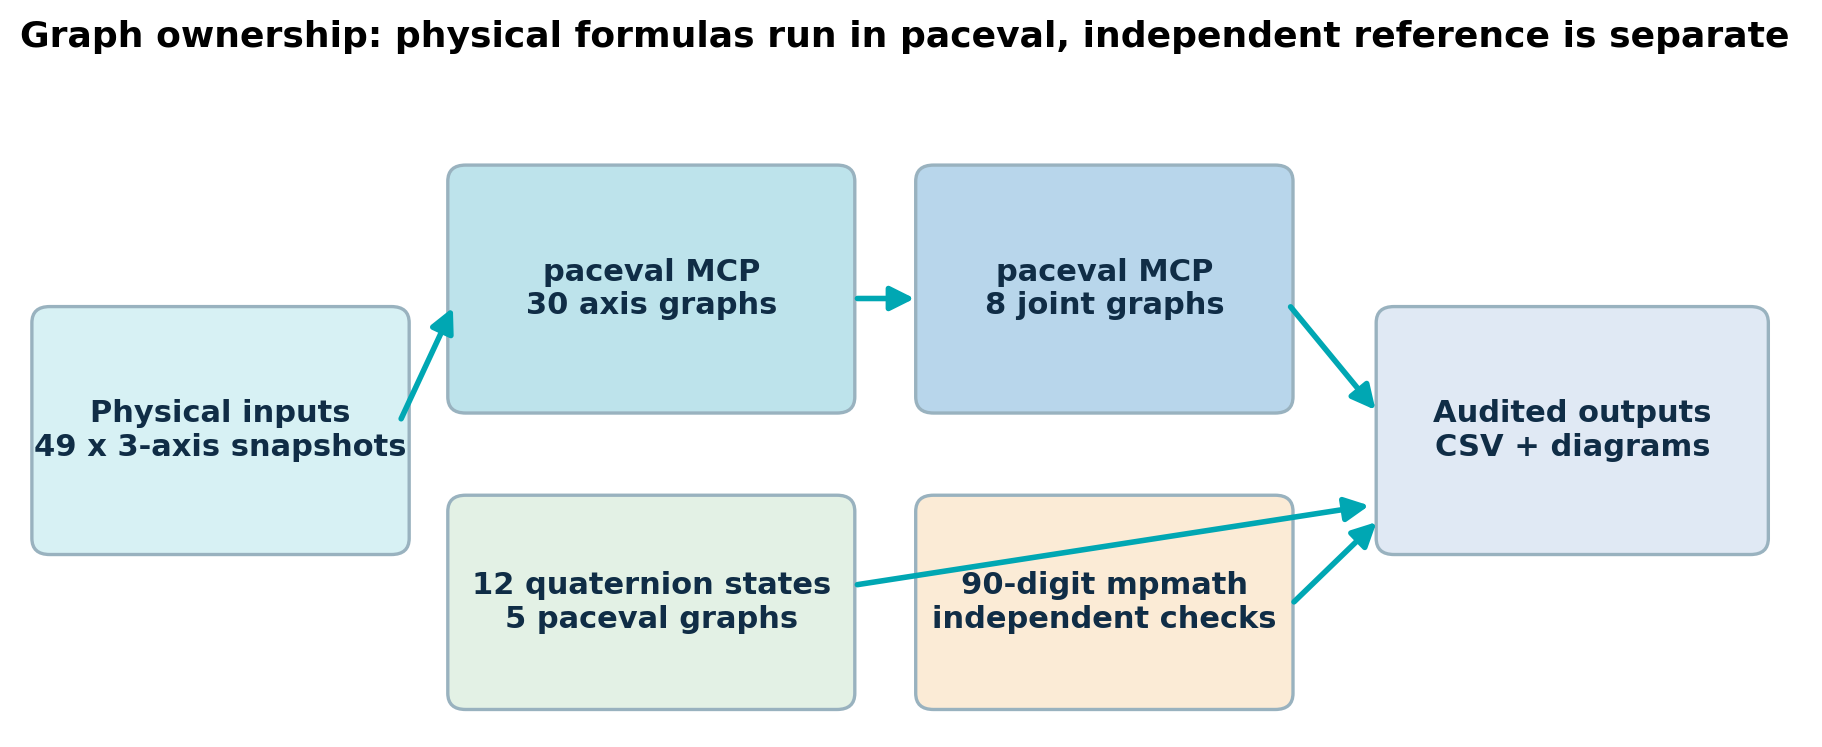 Graph ownership: physical formulas run in paceval, independent reference is separate
Physical inputs
49 x 3-axis snapshots
paceval MCP
30 axis graphs
paceval MCP
8 joint graphs
12 quaternion states
5 paceval graphs
90-digit mpmath
independent checks
Audited outputs
CSV + diagrams